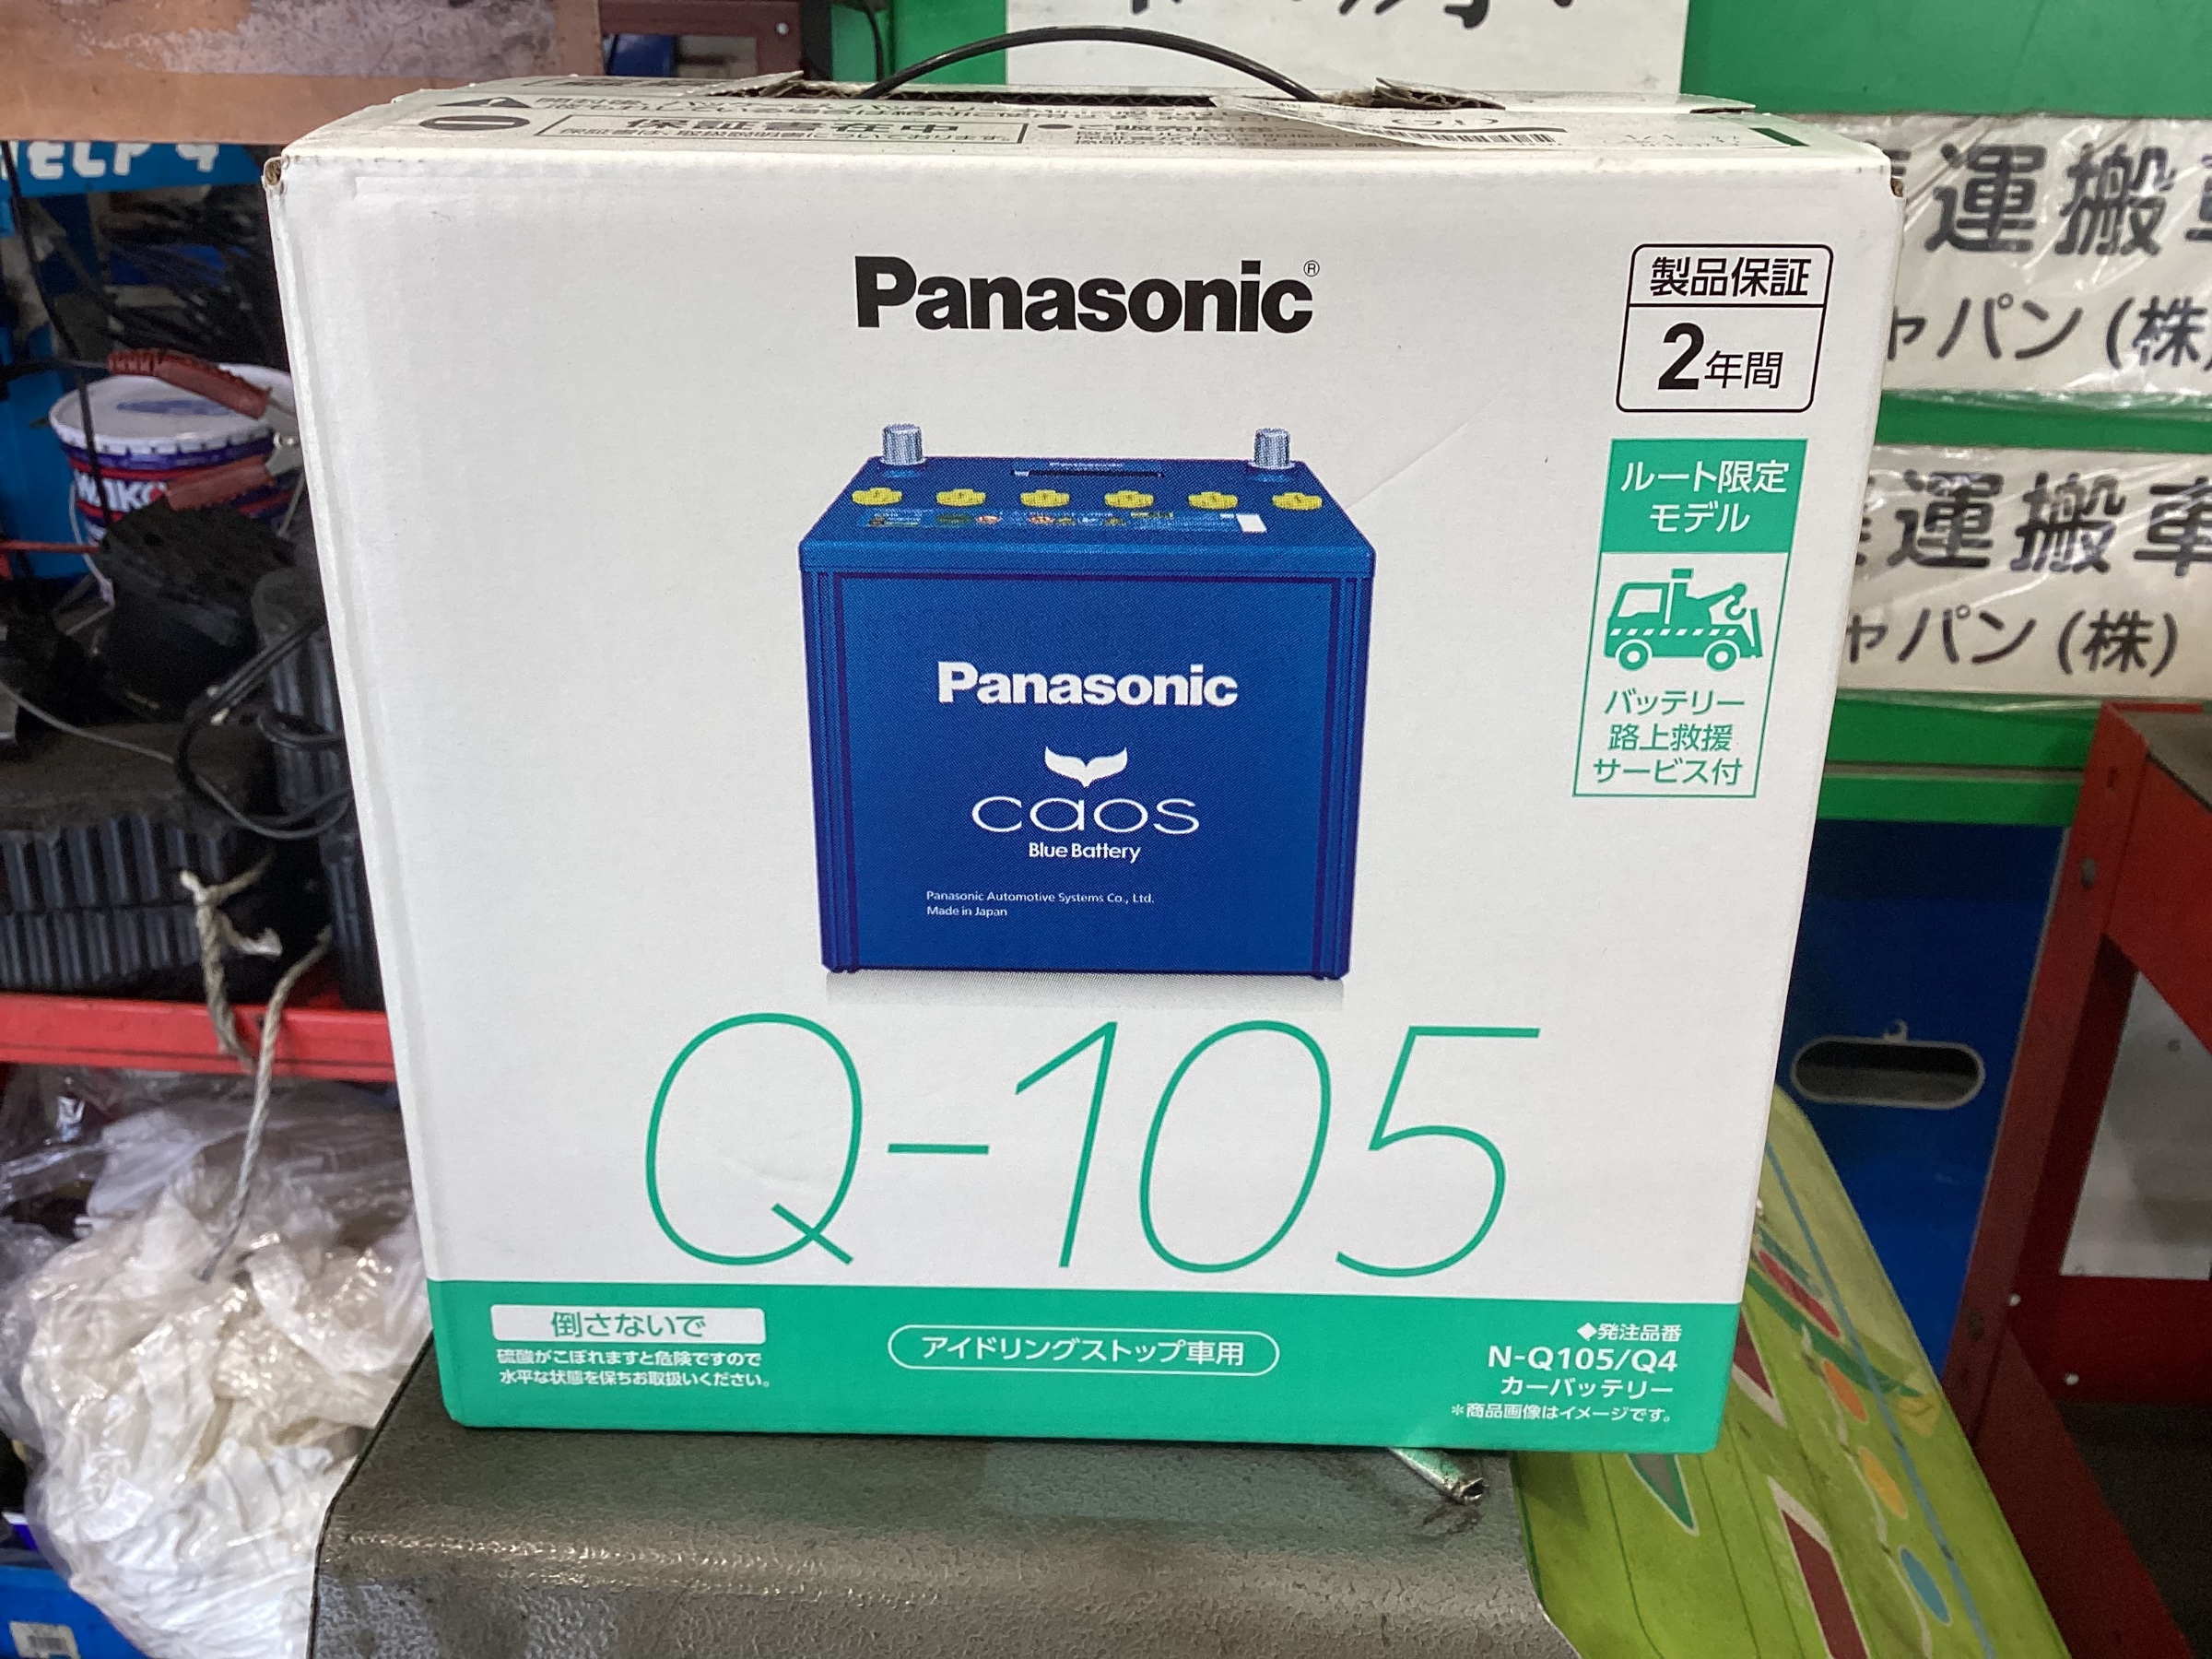 保証書在中
Panasonic®
製品保証
2年間
ルート限定
モデル
バッテリー
路上救援
サービス付
Panasonic
caos
Blue Battery
Panasonic Automotive Systems Co., Ltd.
Made in Japan
Q-105
倒さないで
硫酸がこぼれますと危険ですので
水平な状態を保ちお取扱いください。
アイドリングストップ車用
◆発注品番
N-Q105/Q4
カーバッテリー
*商品画像はイメージです。
運搬車
ャパン(株)
運搬車
ャパン(株)